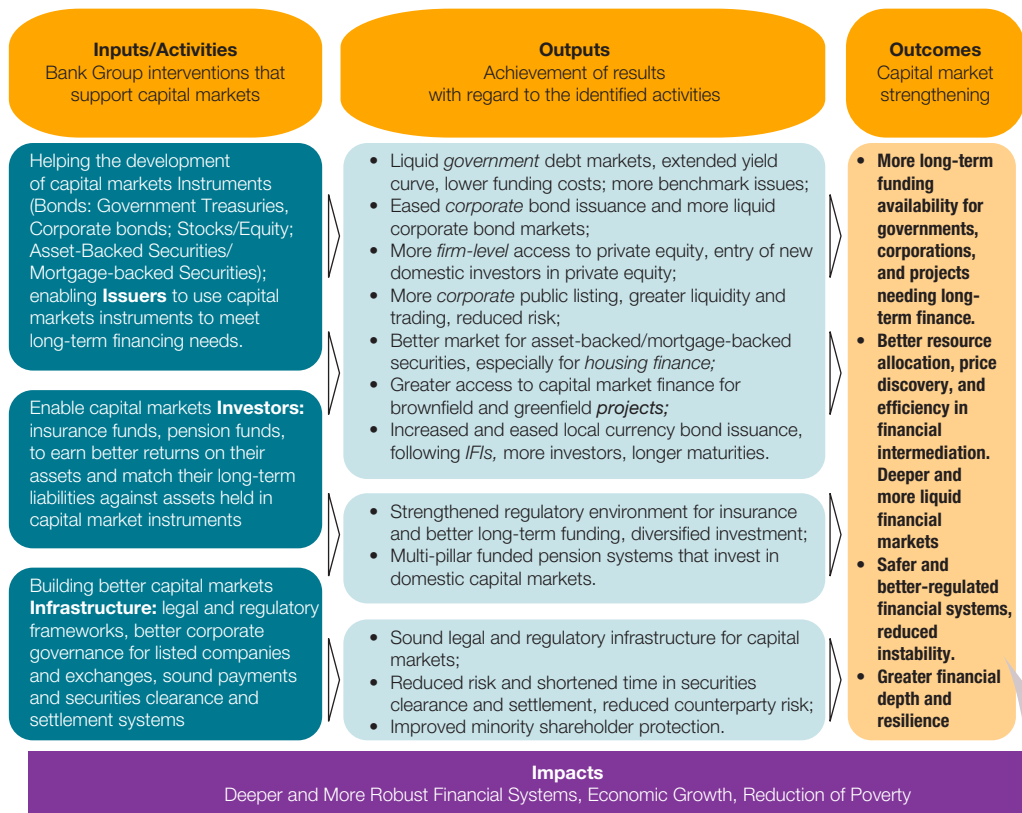 Inputs/Activities
Bank Group interventions that
support capital markets
Outputs
Achievement of results
with regard to the identified activities
Outcomes
Capital market
strengthening
Helping the development
of capital markets Instruments
(Bonds: Government Treasuries,
Corporate bonds; Stocks/Equity;
Asset-Backed Securities/
Mortgage-backed Securities);
enabling Issuers to use capital
markets instruments to meet
long-term financing needs.
Enable capital markets Investors:
insurance funds, pension funds,
to earn better returns on their
assets and match their long-term
liabilities against assets held in
capital market instruments
Building better capital markets
Infrastructure: legal and regulatory
frameworks, better corporate
governance for listed companies
and exchanges, sound payments
and securities clearance and
settlement systems
• Liquid government debt markets, extended yield
curve, lower funding costs; more benchmark issues;
• Eased corporate bond issuance and more liquid
corporate bond markets;
• More firm-level access to private equity, entry of new
domestic investors in private equity;
• More corporate public listing, greater liquidity and
trading, reduced risk;
• Better market for asset-backed/mortgage-backed
securities, especially for housing finance;
• Greater access to capital market finance for
brownfield and greenfield projects;
• Increased and eased local currency bond issuance,
following IFIs, more investors, longer maturities.
• Strengthened regulatory environment for insurance
and better long-term funding, diversified investment;
• Multi-pillar funded pension systems that invest in
domestic capital markets.
• Sound legal and regulatory infrastructure for capital
markets;
• Reduced risk and shortened time in securities
clearance and settlement, reduced counterparty risk;
• Improved minority shareholder protection.
• More long-term
funding
availability for
governments,
corporations,
and projects
needing long-
term finance.
• Better resource
allocation, price
discovery, and
efficiency in
financial
intermediation.
Deeper and
more liquid
financial
markets
• Safer and
better-regulated
financial systems,
reduced
instability.
• Greater financial
depth and
resilience
Impacts
Deeper and More Robust Financial Systems, Economic Growth, Reduction of Poverty